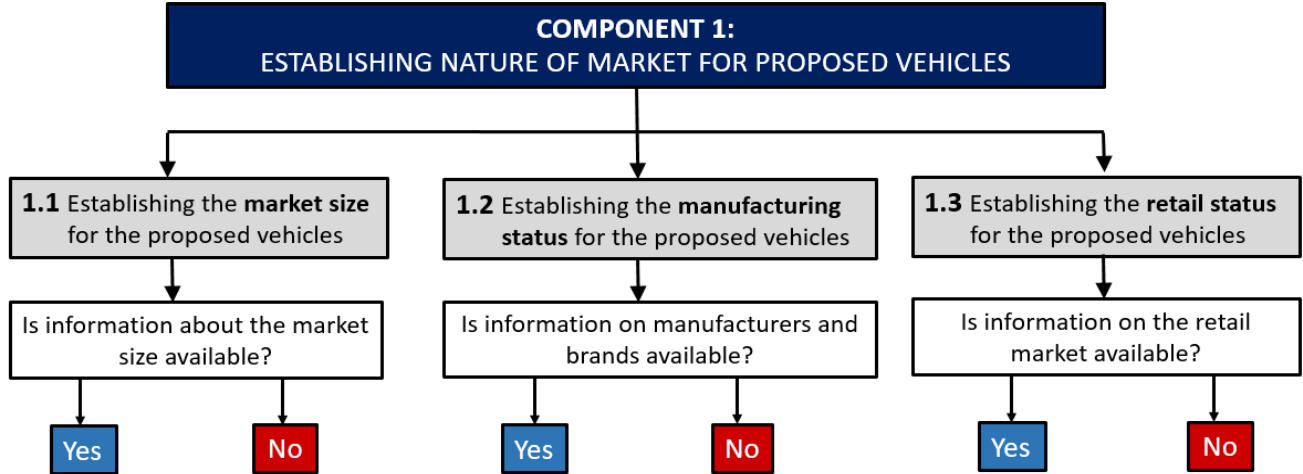 COMPONENT 1:
ESTABLISHING NATURE OF MARKET FOR PROPOSED VEHICLES
1.1 Establishing the market size
for the proposed vehicles
Is information about the market
size available?
Yes
No
1.2 Establishing the manufacturing
status for the proposed vehicles
Is information on manufacturers and
brands available?
Yes
No
1.3 Establishing the retail status
for the proposed vehicles
Is information on the retail
market available?
Yes
No